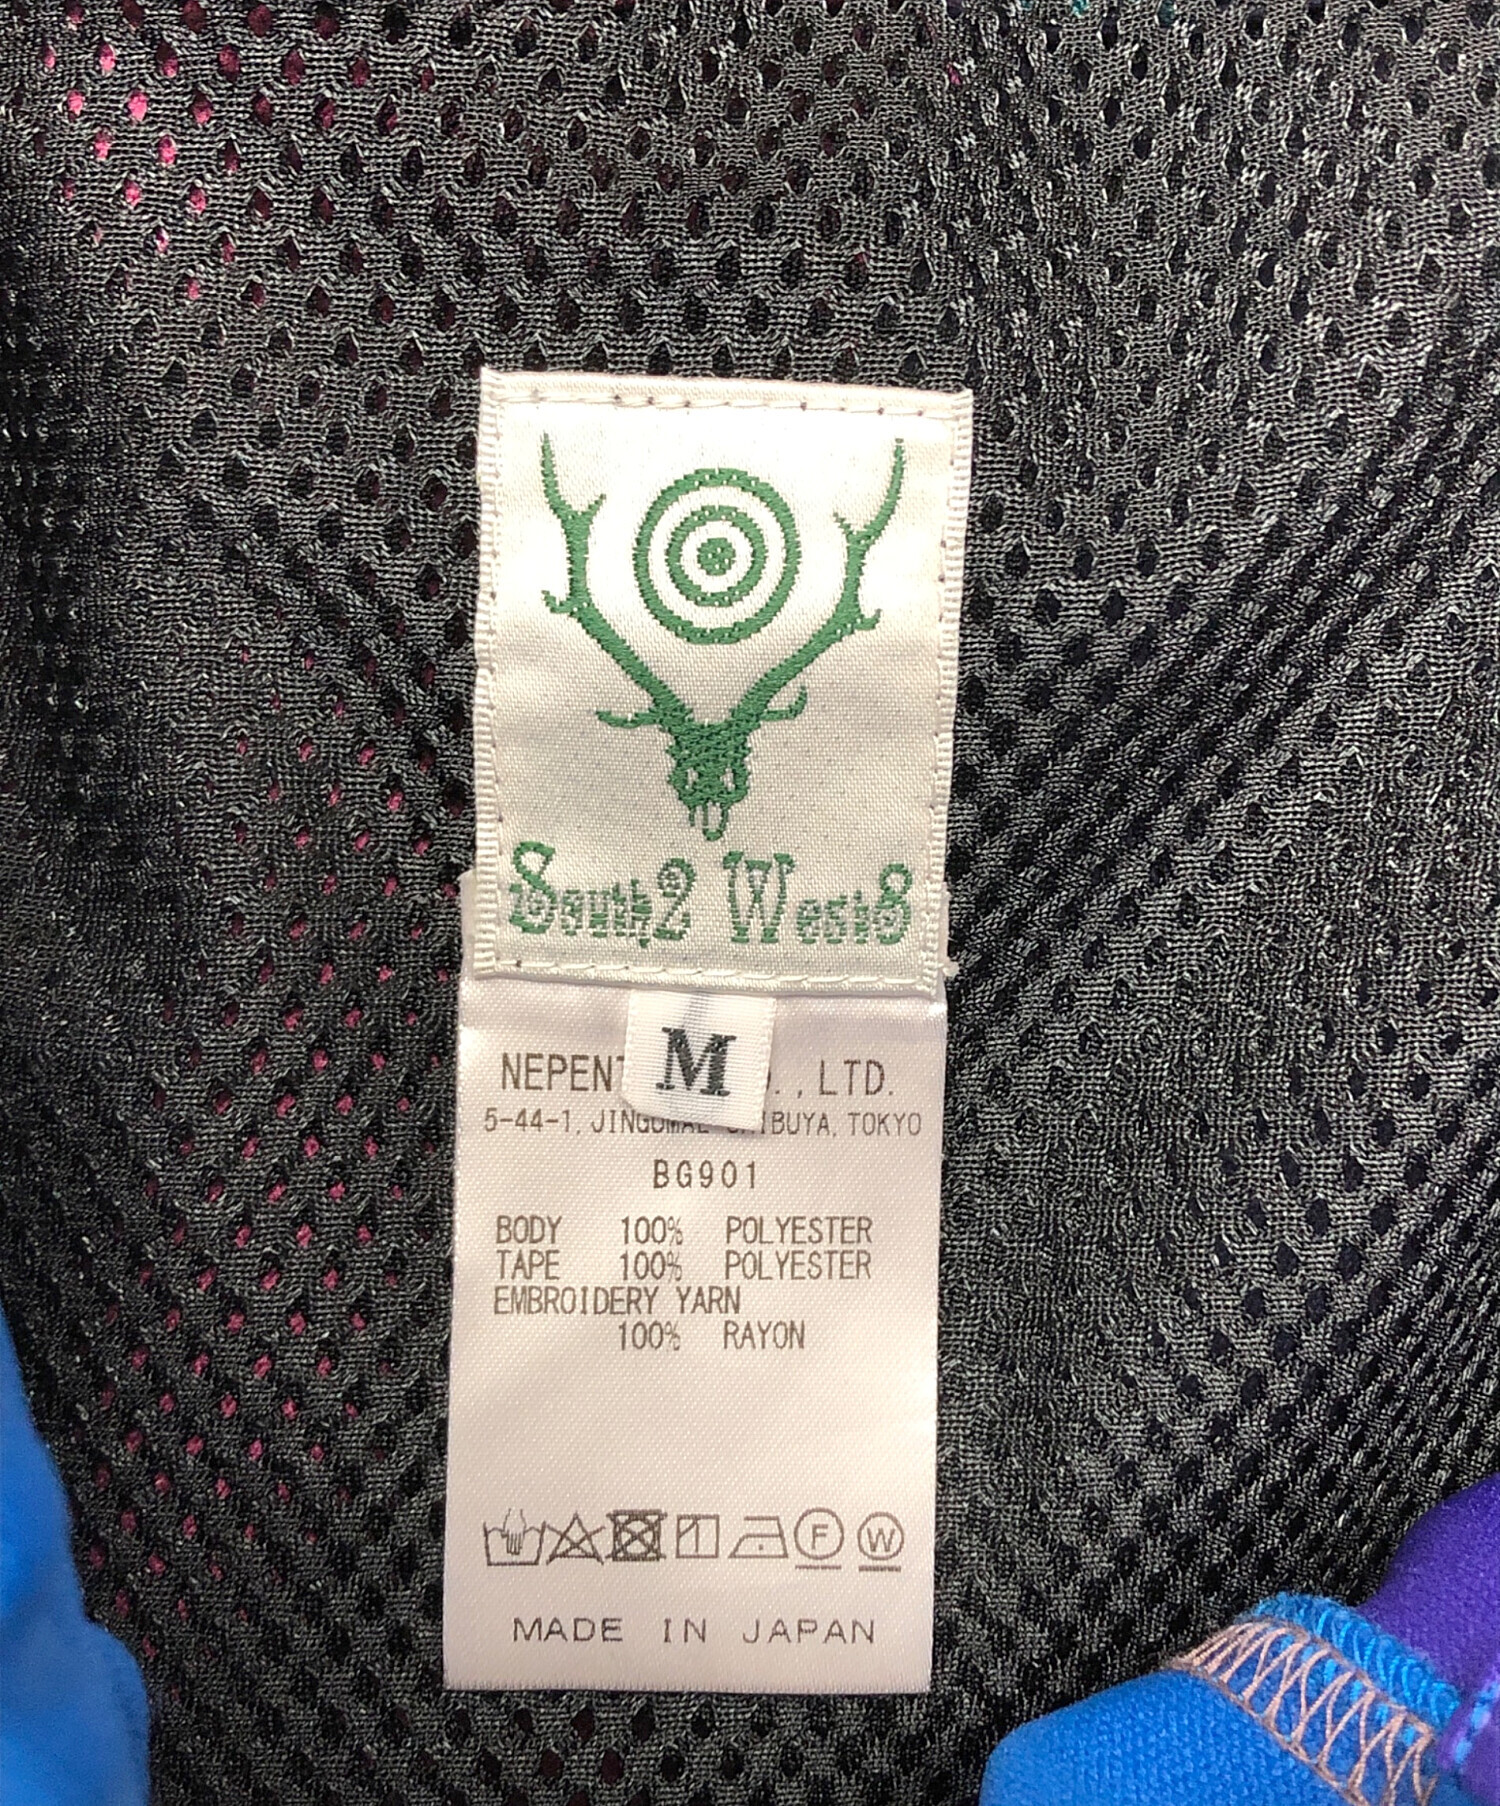 South2 West8
M
NEPENT ., LTD.
5-44-1, JINGUMAE SHIBUYA, TOKYO
BG901
BODY 100% POLYESTER
TAPE 100% POLYESTER
EMBROIDERY YARN
100% RAYON
F W
MADE IN JAPAN